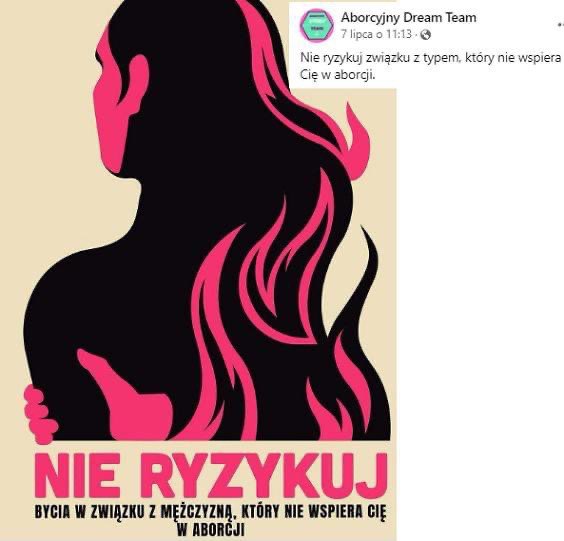 Aborcyjny Dream Team
7 lipca o 11:13 ·
Nie ryzykuj związku z typem, który nie wspiera
Cię w aborcji.
NIE RYZYKUJ
BYCIA W ZWIĄZKU Z MĘŻCZYZNĄ, KTÓRY NIE WSPIERA CIĘ
W ABORCJI